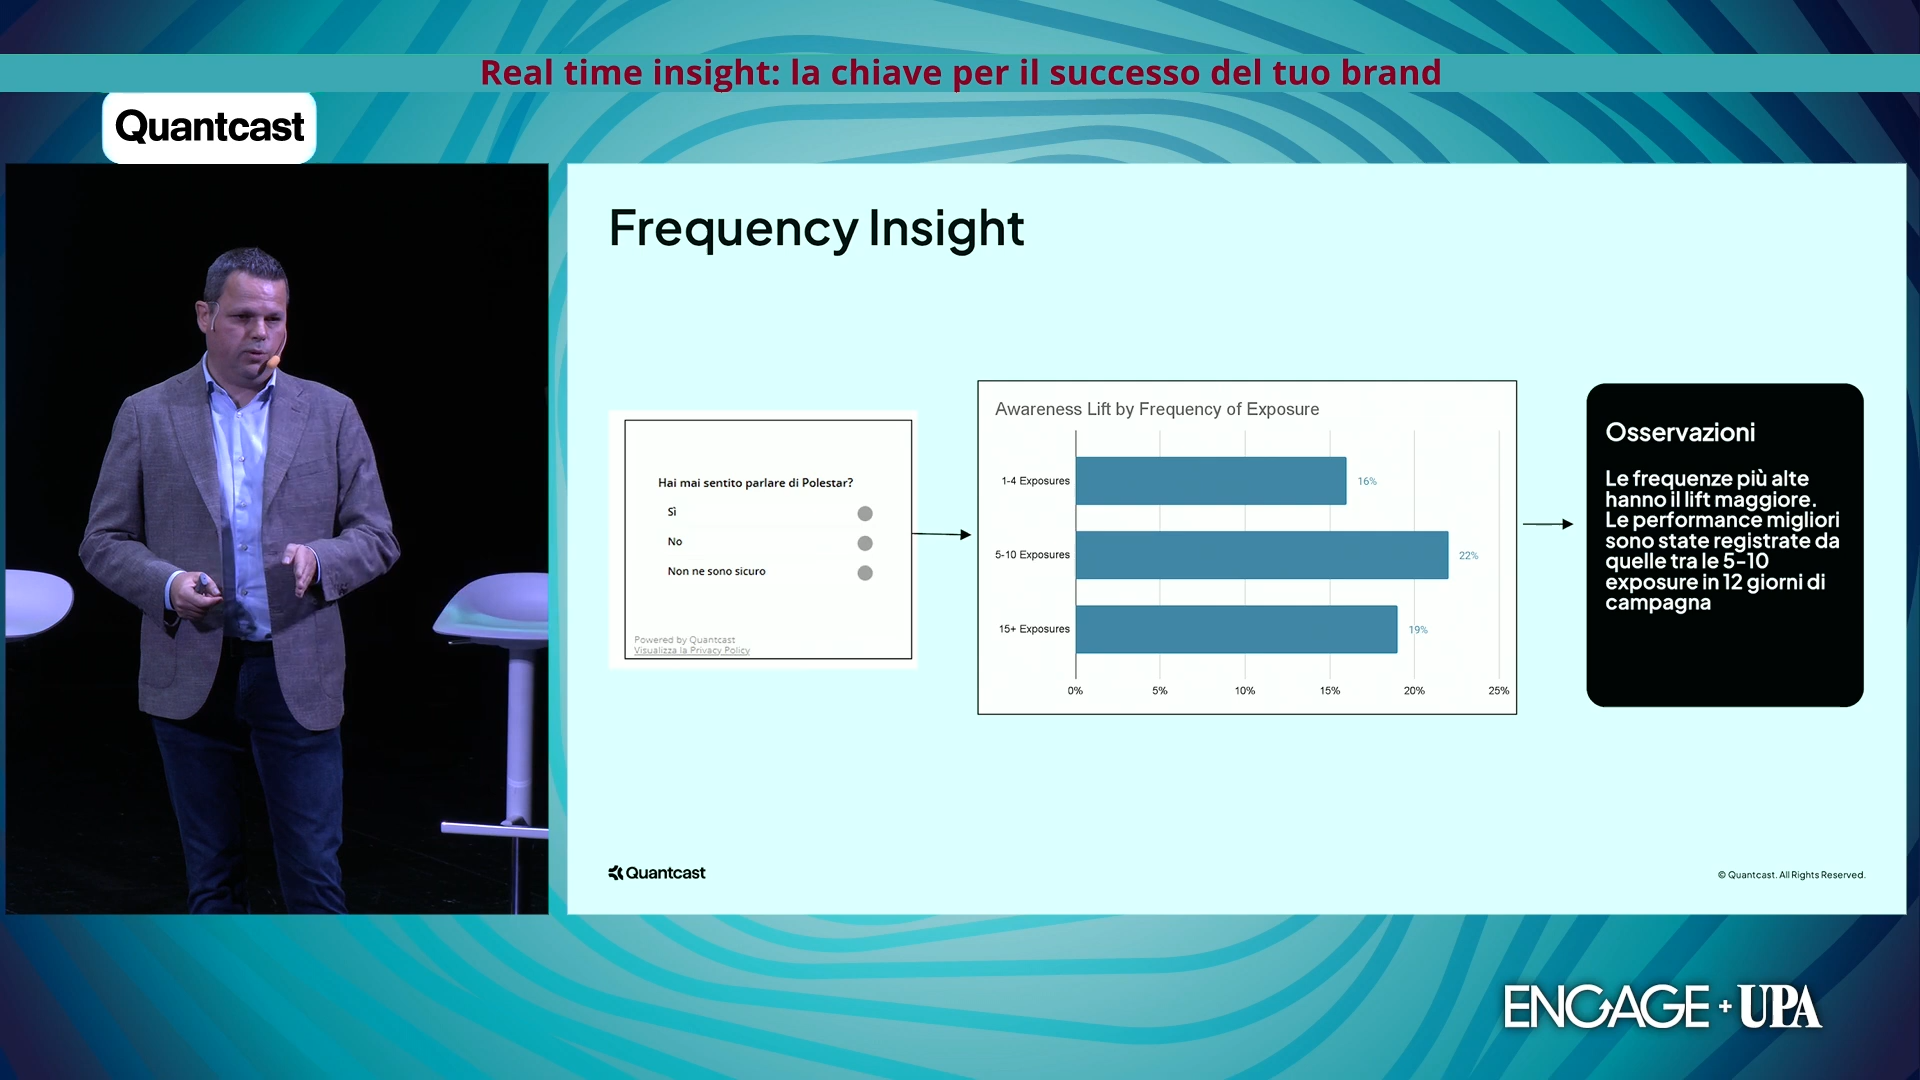 Real time insight: la chiave per il successo del tuo brand
Quantcast
Frequency Insight
Hai mai sentito parlare di Polestar?
Sì
No
Non ne sono sicuro
Powered by Quantcast
Visualizza la Privacy Policy
Awareness Lift by Frequency of Exposure
1-4 Exposures
16%
5-10 Exposures
22%
15+ Exposures
19%
0%
5%
10%
15%
20%
25%
Osservazioni
Le frequenze più alte
hanno il lift maggiore.
Le performance migliori
sono state registrate da
quelle tra le 5-10
exposure in 12 giorni di
campagna
Quantcast
© Quantcast. All Rights Reserved.
ENGAGE + UPA